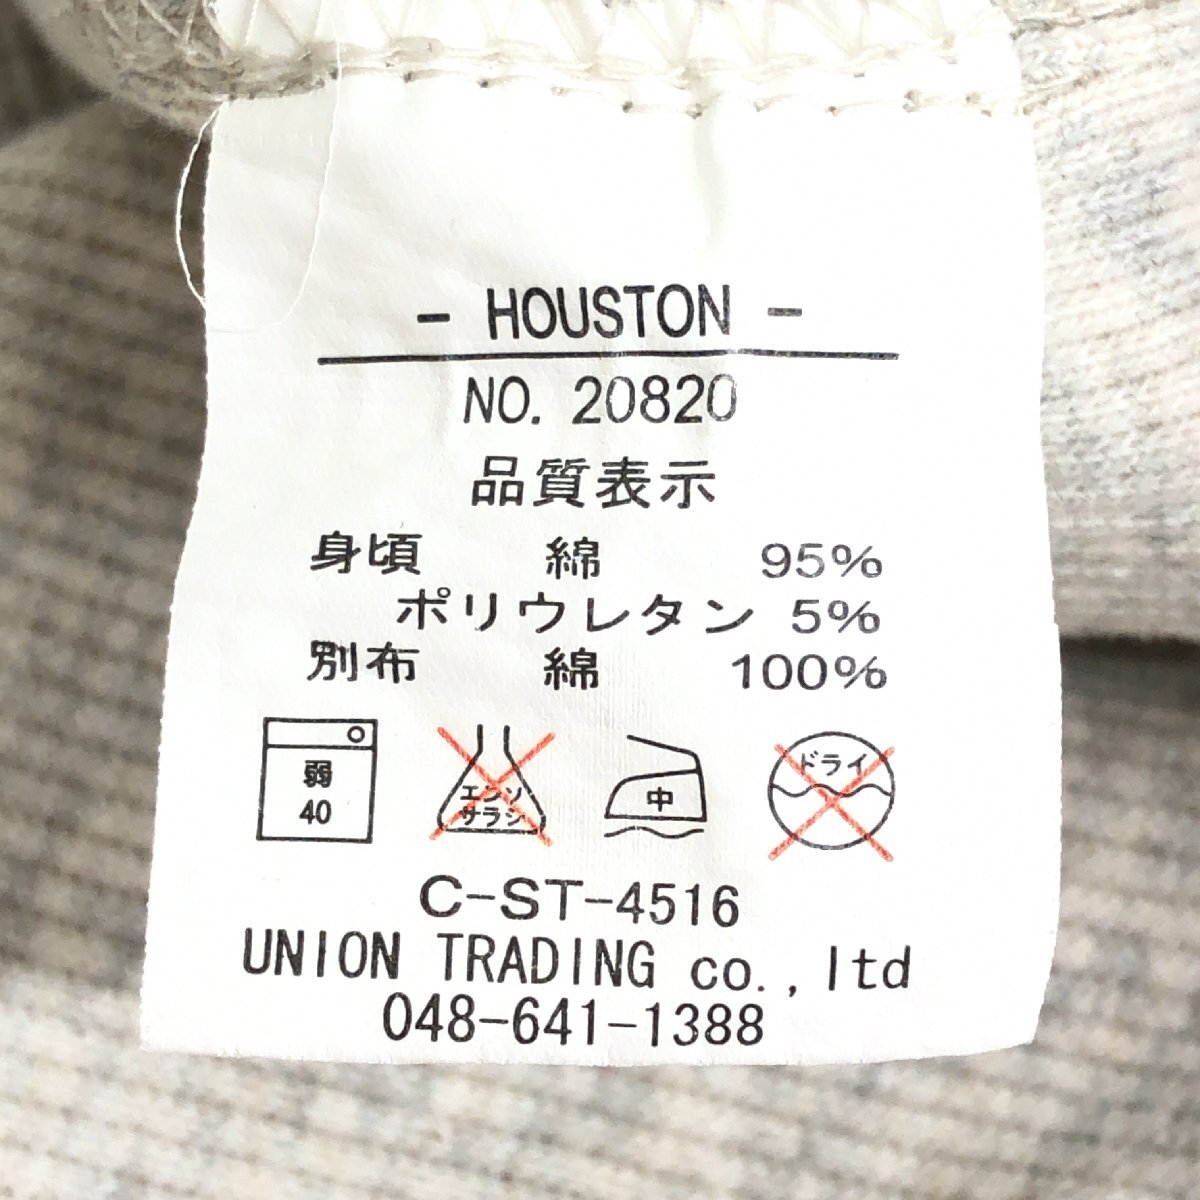 - HOUSTON -
NO. 20820
品質表示
身頃 綿 95%
ポリウレタン 5%
別布 綿 100%
弱
40
エンソ
サラシ
中
ドライ
C-ST-4516
UNION TRADING co., ltd
048-641-1388